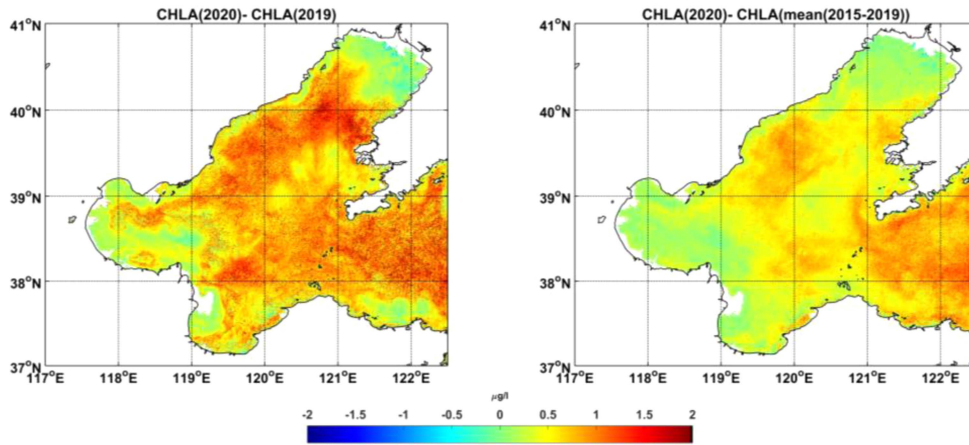 CHLA(2020)- CHLA(2019)
CHLA(2020)- CHLA(mean(2015-2019))
41°N
40°N
39°N
38°N
37°N
117°E 118°E 119°E 120°E 121°E 122°E
41°N
40°N
39°N
38°N
37°N
117°E 118°E 119°E 120°E 121°E 122°E
μg/l
-2 -1.5 -1 -0.5 0 0.5 1 1.5 2